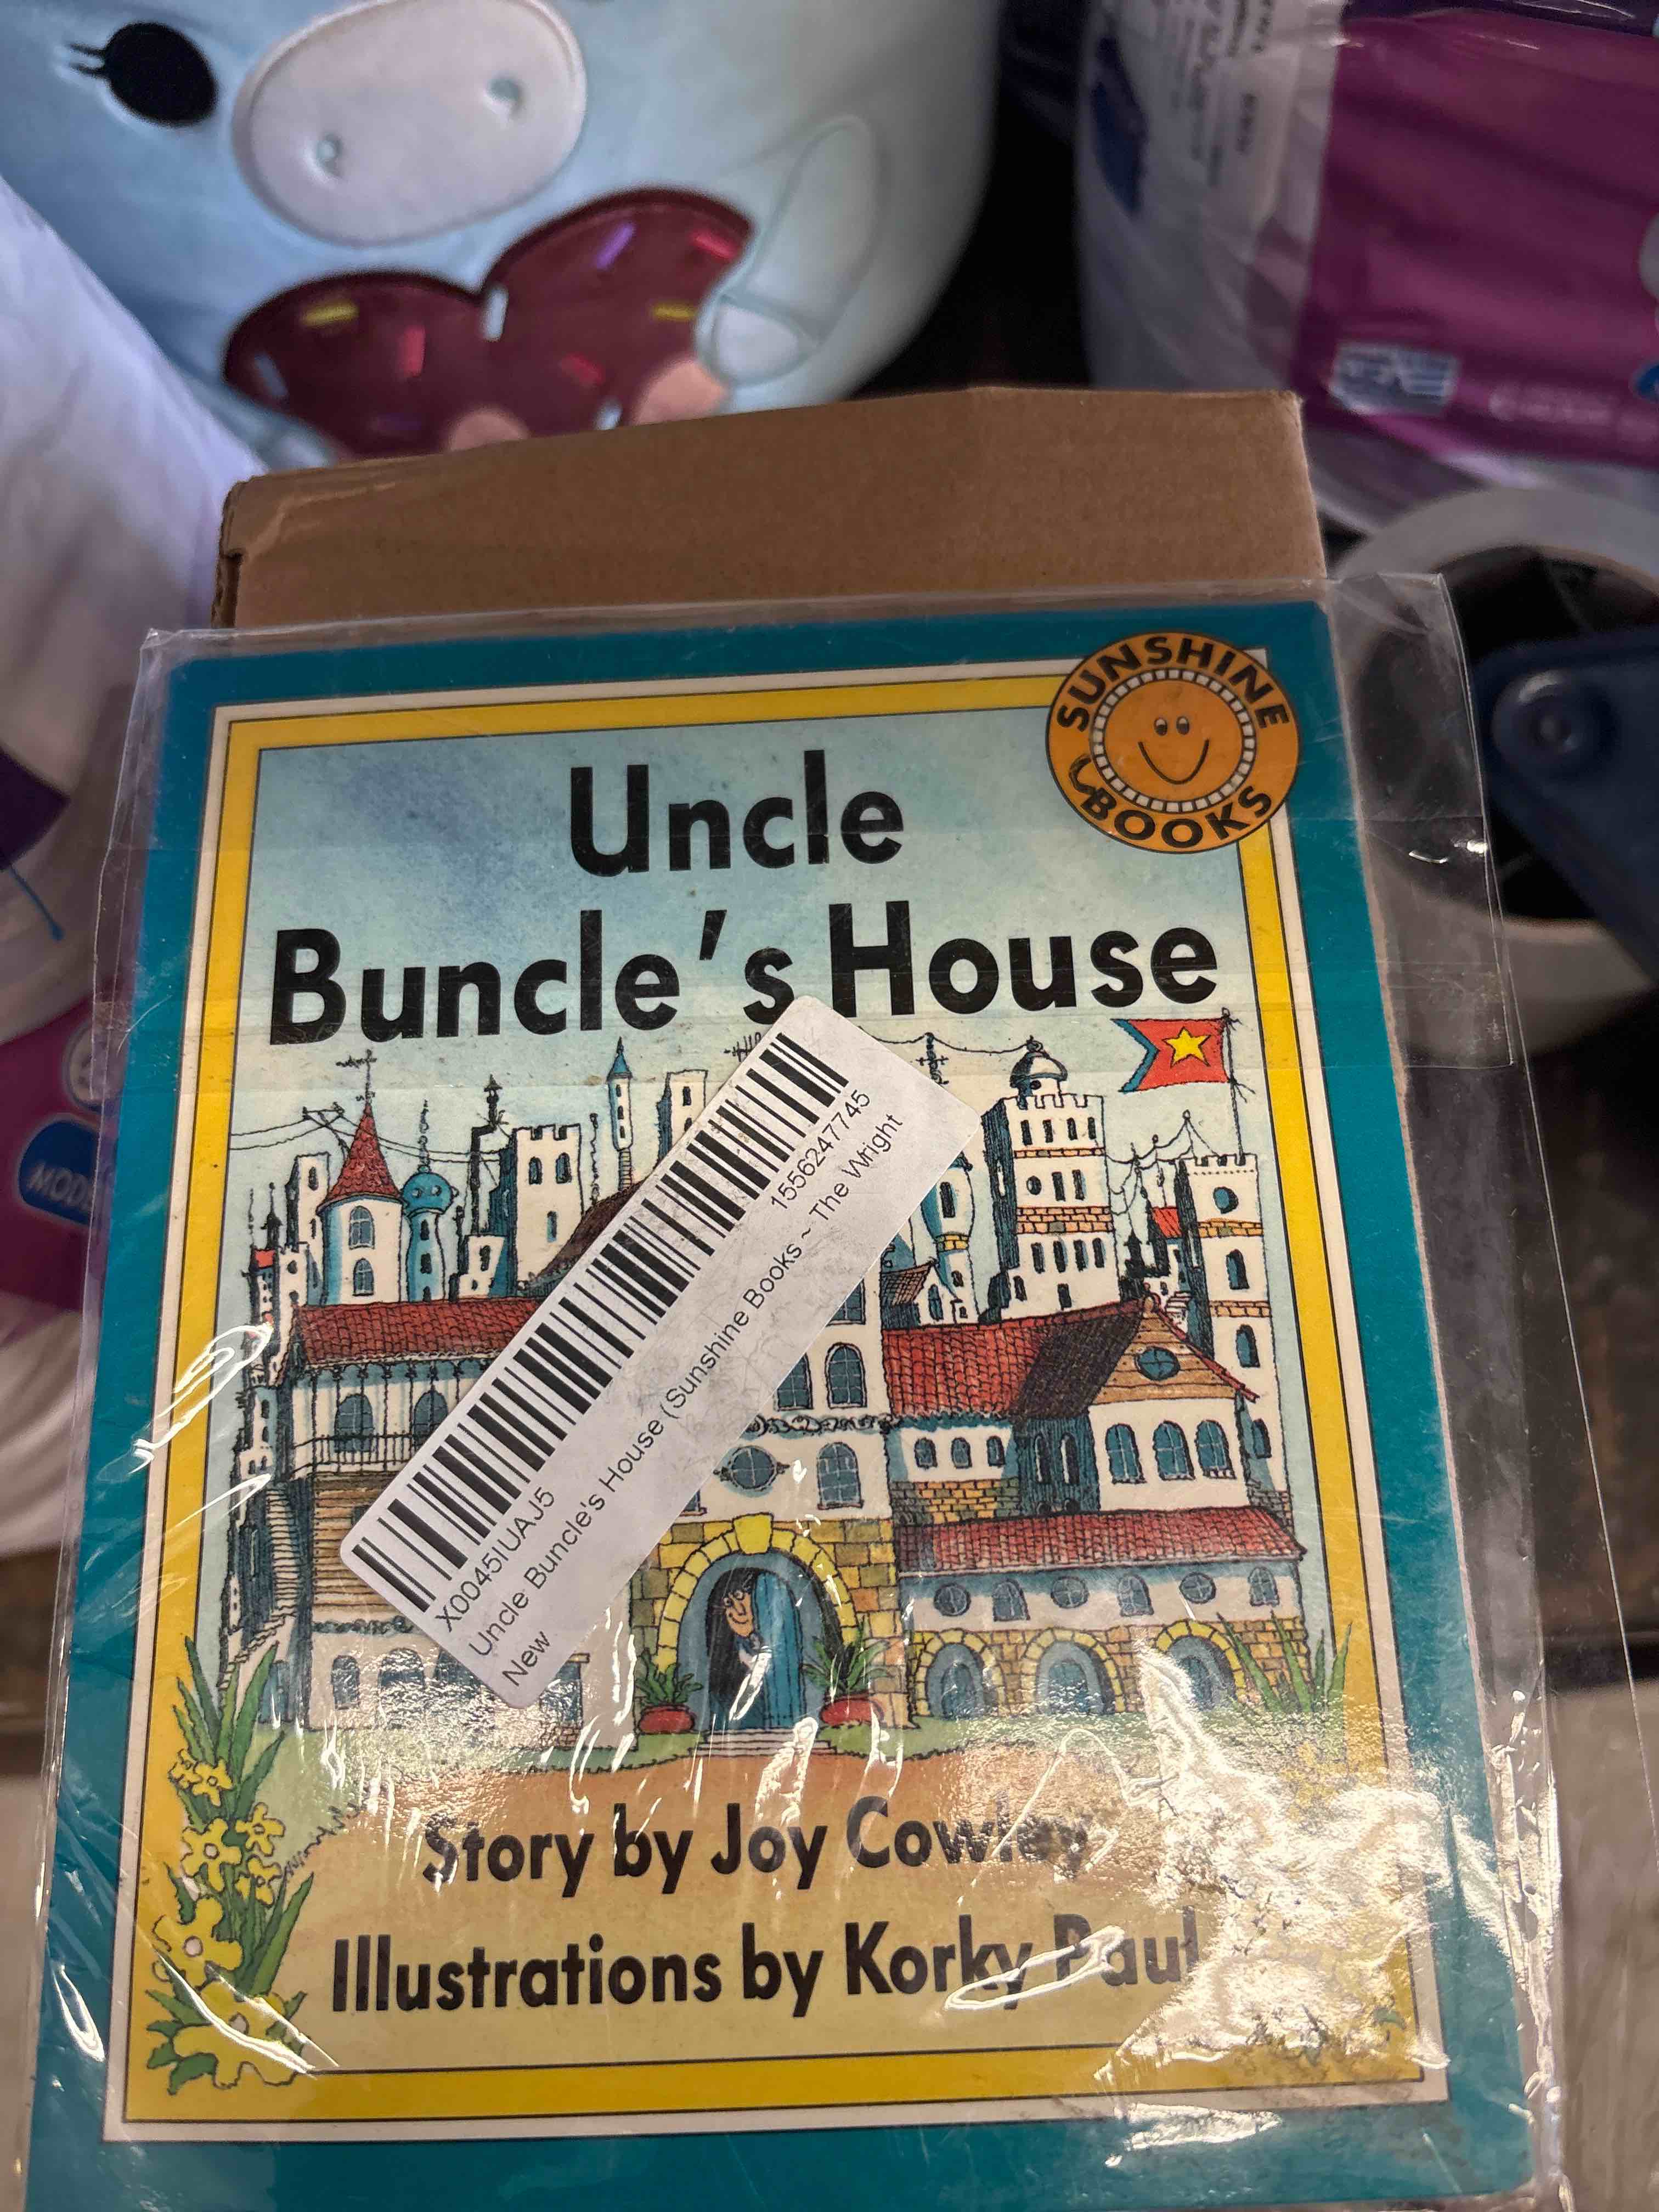 SUNSHINE
BOOKS
Uncle
Buncle's House
X0045IUAJ5 1556247745
Uncle Buncle's House (Sunshine Books ~ The Wright
New
Story by Joy Cowley
Illustrations by Korky Paul